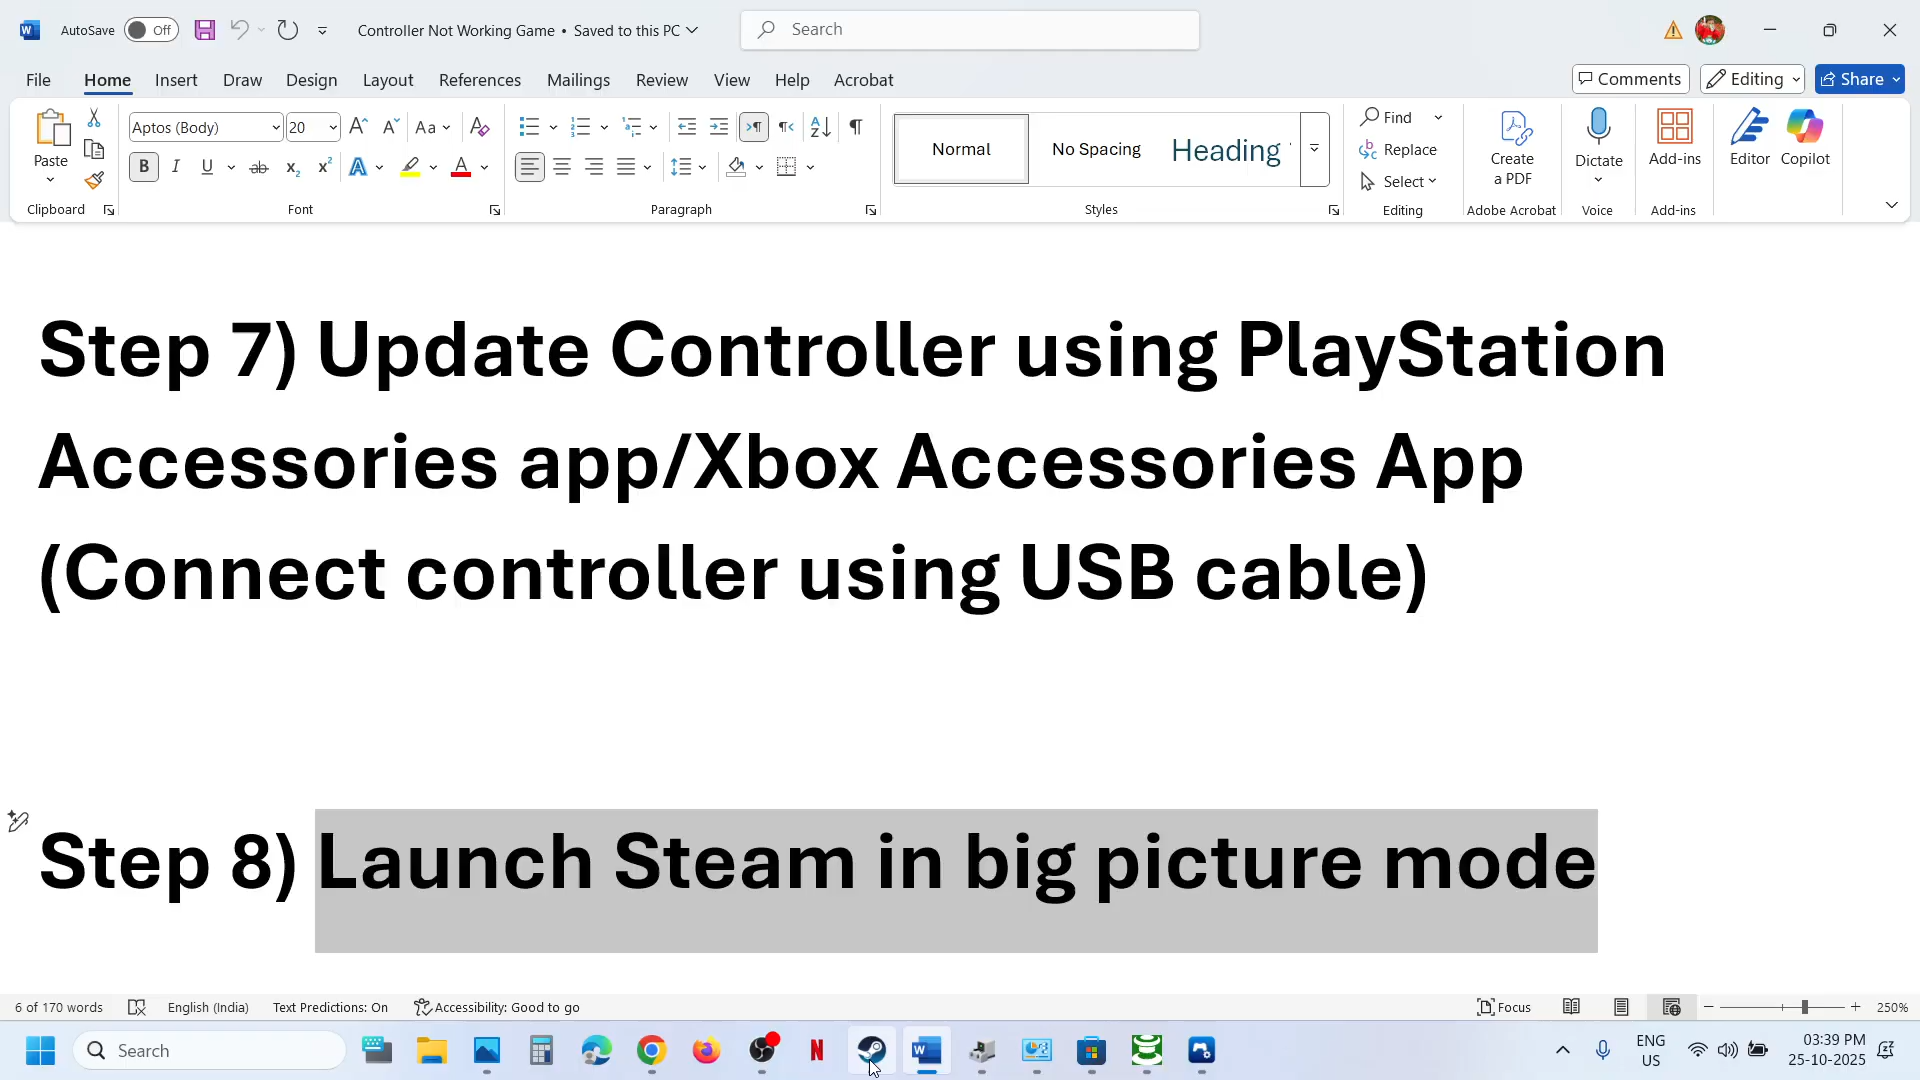 AutoSave Off Controller Not Working Game • Saved to this PC Search
File Home Insert Draw Design Layout References Mailings Review View Help Acrobat Comments Editing Share
Paste
Clipboard
Aptos (Body) 20
Font
Paragraph
Normal No Spacing Heading
Styles
Find
Replace
Select
Editing
Create a PDF
Adobe Acrobat
Dictate
Voice
Add-ins
Add-ins
Editor
Copilot
Step 7) Update Controller using PlayStation
Accessories app/Xbox Accessories App
(Connect controller using USB cable)
Step 8) Launch Steam in big picture mode
6 of 170 words English (India) Text Predictions: On Accessibility: Good to go Focus 250%
Search ENG US 03:39 PM 25-10-2025